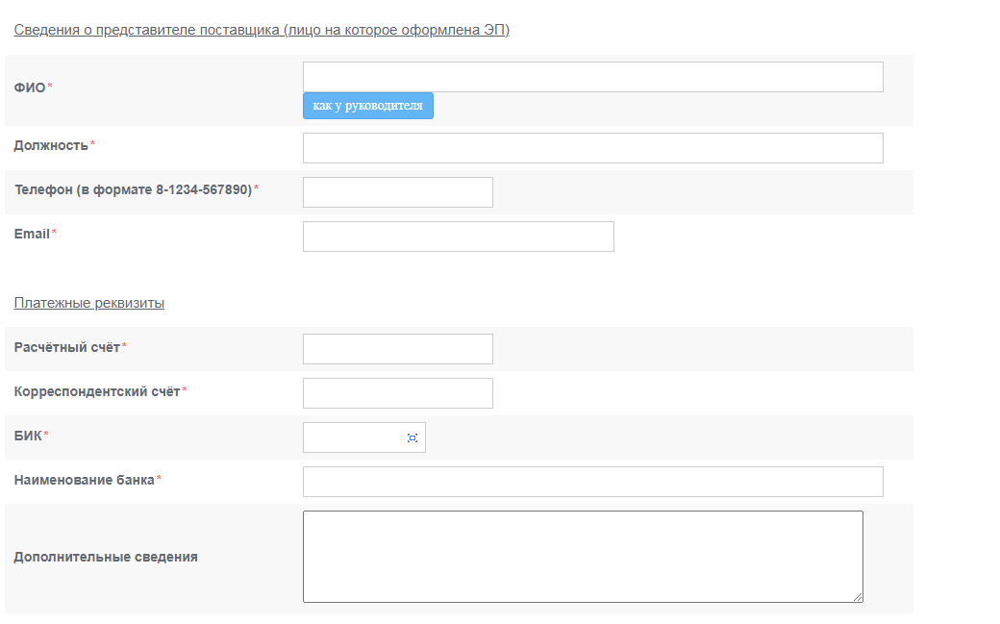 Сведения о представителе поставщика (лицо на которое оформлена ЭП)
ФИО*
как у руководителя
Должность*
Телефон (в формате 8-1234-567890)*
Email*
Платежные реквизиты
Расчётный счёт*
Корреспондентский счёт*
БИК*
Наименование банка*
Дополнительные сведения